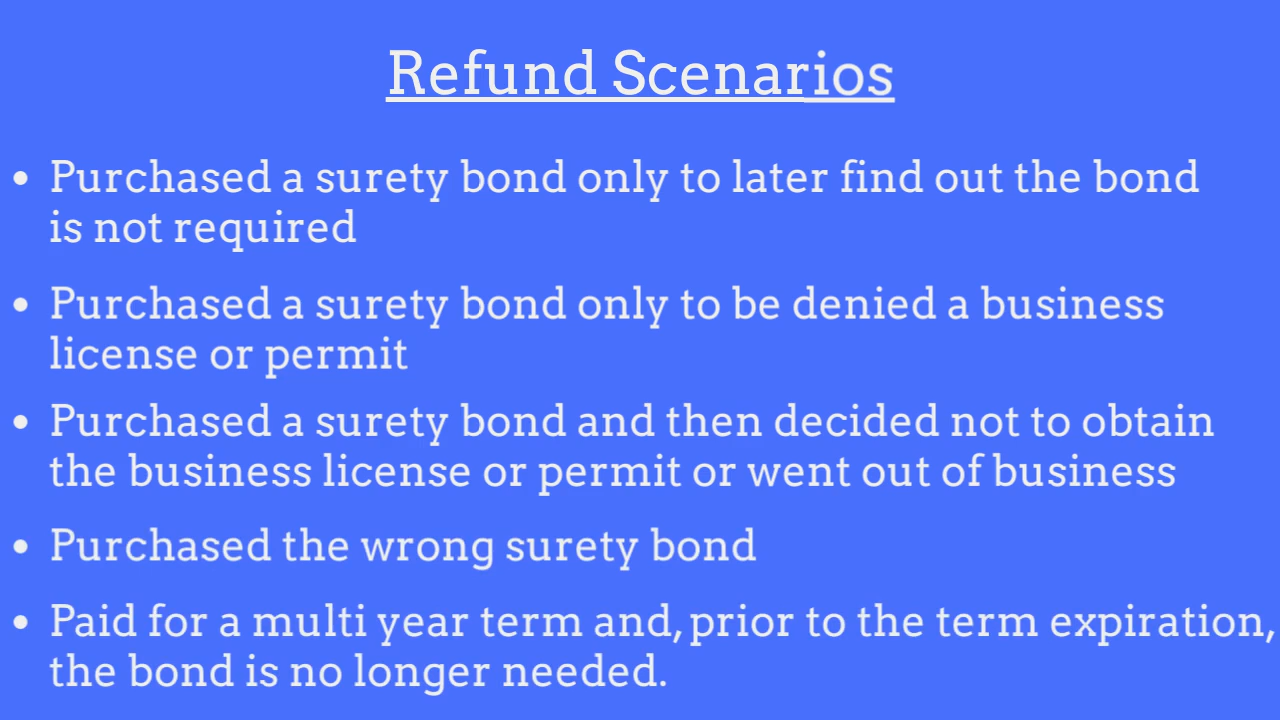 Refund Scenarios
• Purchased a surety bond only to later find out the bond
is not required
• Purchased a surety bond only to be denied a business
license or permit
• Purchased a surety bond and then decided not to obtain
the business license or permit or went out of business
• Purchased the wrong surety bond
• Paid for a multi year term and, prior to the term expiration,
the bond is no longer needed.